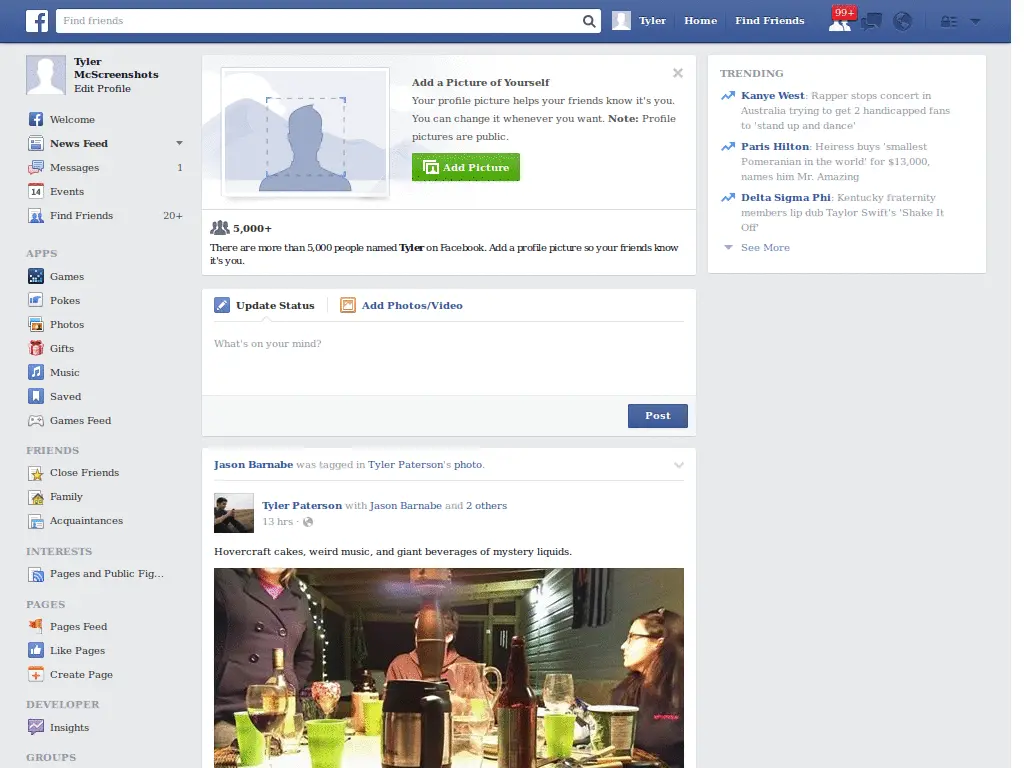 Find friends
Tyler
Home
Find Friends
99+
Tyler
McScreenshots
Edit Profile
Welcome
News Feed
Messages 1
14 Events
Find Friends 20+
APPS
Games
Pokes
Photos
Gifts
Music
Saved
Games Feed
FRIENDS
Close Friends
Family
Acquaintances
INTERESTS
Pages and Public Fig...
PAGES
Pages Feed
Like Pages
Create Page
DEVELOPER
Insights
GROUPS
Add a Picture of Yourself
Your profile picture helps your friends know it's you.
You can change it whenever you want. Note: Profile
pictures are public.
Add Picture
5,000+
There are more than 5,000 people named Tyler on Facebook. Add a profile picture so your friends know
it's you.
Update Status
Add Photos/Video
What's on your mind?
Post
Jason Barnabe was tagged in Tyler Paterson's photo.
Tyler Paterson with Jason Barnabe and 2 others
13 hrs ·
Hovercraft cakes, weird music, and giant beverages of mystery liquids.
TRENDING
Kanye West: Rapper stops concert in
Australia trying to get 2 handicapped fans
to 'stand up and dance'
Paris Hilton: Heiress buys 'smallest
Pomeranian in the world' for $13,000,
names him Mr. Amazing
Delta Sigma Phi: Kentucky fraternity
members lip dub Taylor Swift's 'Shake It
Off'
See More